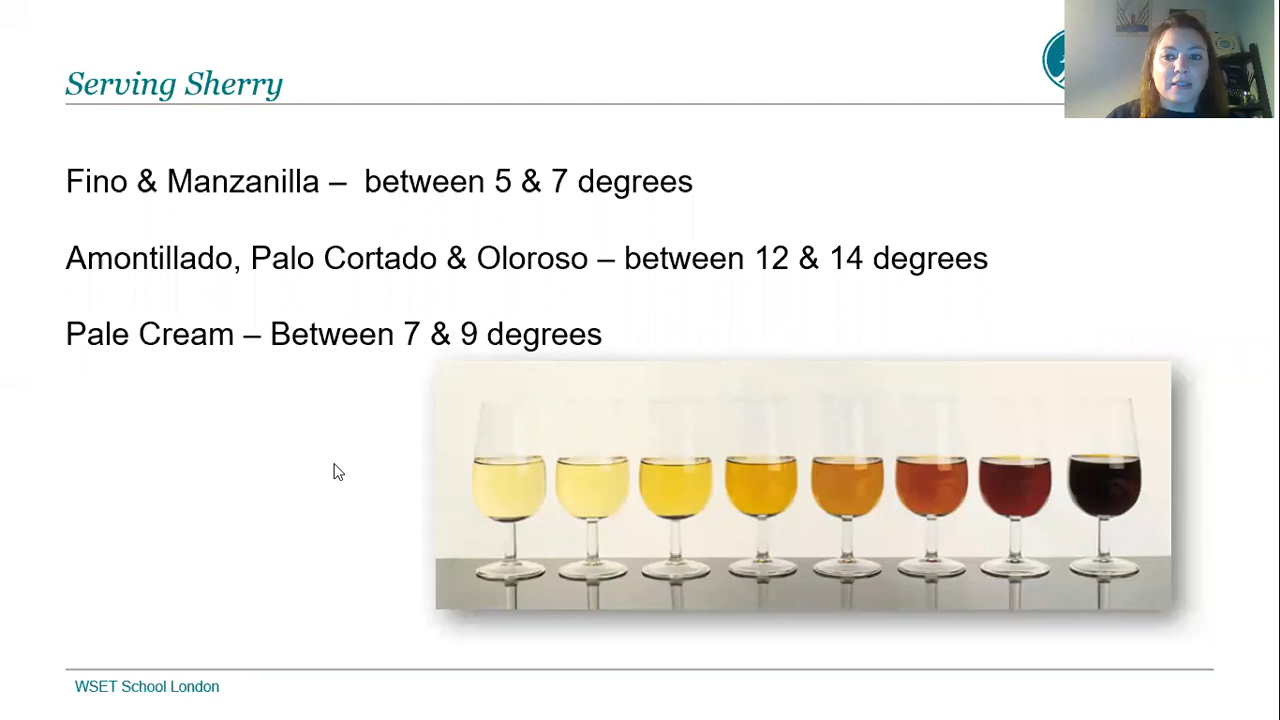 Serving Sherry
Fino & Manzanilla – between 5 & 7 degrees
Amontillado, Palo Cortado & Oloroso – between 12 & 14 degrees
Pale Cream – Between 7 & 9 degrees
WSET School London